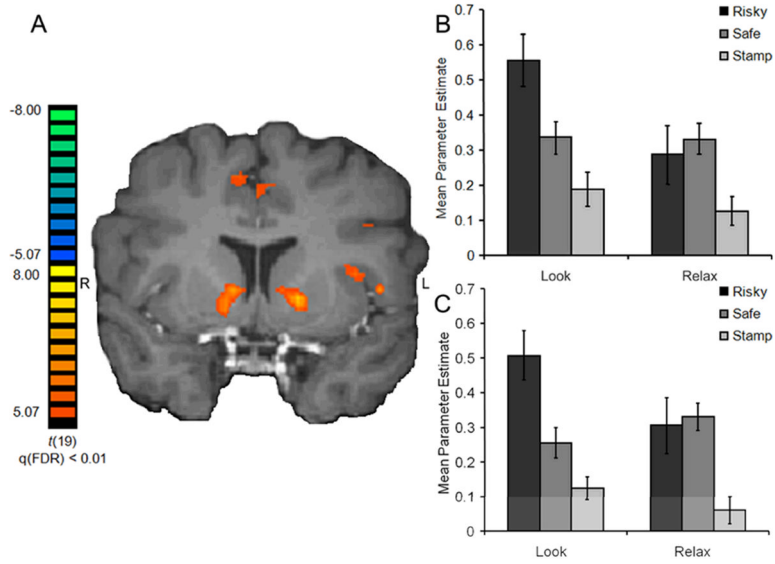 A
-8.00
-5.07
8.00
5.07
t(19)
q(FDR) < 0.01
R
L
B
Risky
Safe
Stamp
Mean Parameter Estimate
0.7
0.6
0.5
0.4
0.3
0.2
0.1
0
Look Relax
C
Risky
Safe
Stamp
Mean Parameter Estimate
0.7
0.6
0.5
0.4
0.3
0.2
0.1
0
Look Relax